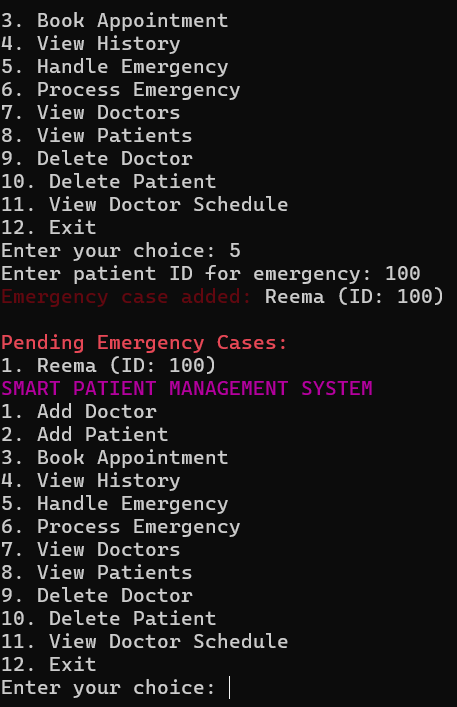 3. Book Appointment
4. View History
5. Handle Emergency
6. Process Emergency
7. View Doctors
8. View Patients
9. Delete Doctor
10. Delete Patient
11. View Doctor Schedule
12. Exit
Enter your choice: 5
Enter patient ID for emergency: 100
Emergency case added: Reema (ID: 100)
Pending Emergency Cases:
1. Reema (ID: 100)
SMART PATIENT MANAGEMENT SYSTEM
1. Add Doctor
2. Add Patient
3. Book Appointment
4. View History
5. Handle Emergency
6. Process Emergency
7. View Doctors
8. View Patients
9. Delete Doctor
10. Delete Patient
11. View Doctor Schedule
12. Exit
Enter your choice: